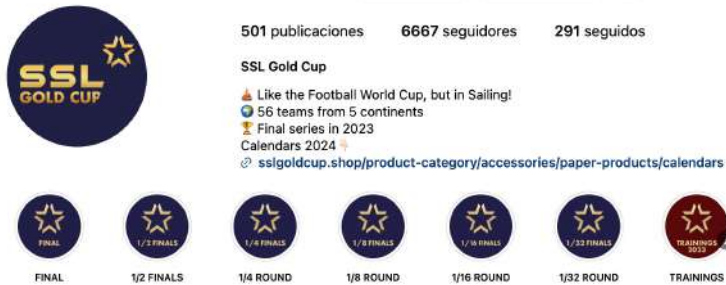 501 publicaciones 6667 seguidores 291 seguidos
SSL
GOLD CUP
SSL Gold Cup
Like the Football World Cup, but in Sailing!
56 teams from 5 continents
Final series in 2023
Calendars 2024
sslgoldcup.shop/product-category/accessories/paper-products/calendars
FINAL 1/2 FINALS 1/4 FINALS 1/8 FINALS 1/16 FINALS 1/32 FINALS TRAININGS
2023
FINAL 1/2 FINALS 1/4 ROUND 1/8 ROUND 1/16 ROUND 1/32 ROUND TRAININGS